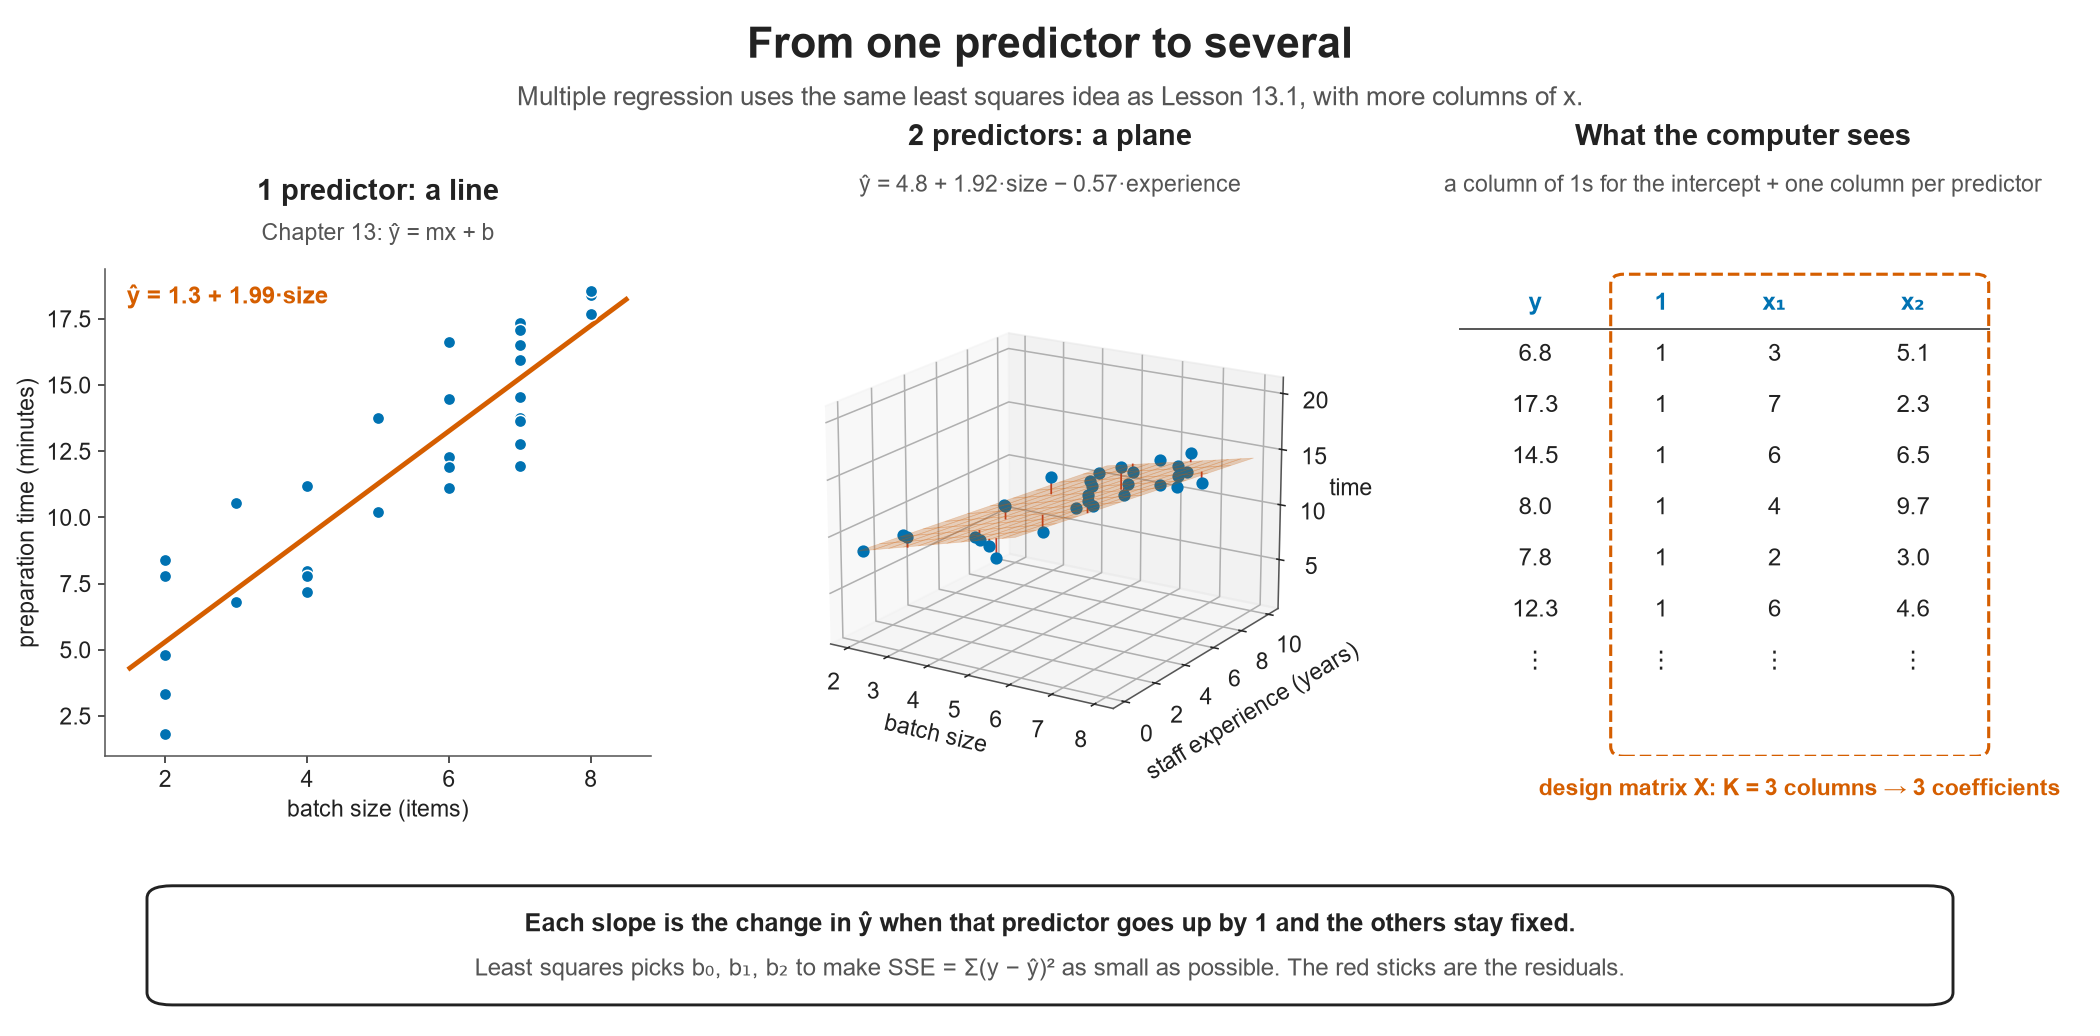 From one predictor to several
Multiple regression uses the same least squares idea as Lesson 13.1, with more columns of x.
1 predictor: a line
Chapter 13: ŷ = mx + b
ŷ = 1.3 + 1.99·size
17.5
15.0
12.5
10.0
7.5
5.0
2.5
preparation time (minutes)
2 4 6 8
batch size (items)
2 predictors: a plane
ŷ = 4.8 + 1.92·size − 0.57·experience
20
15
time
10
5
2 3 4 5 6 7 8
batch size
0 2 4 6 8 10
staff experience (years)
What the computer sees
a column of 1s for the intercept + one column per predictor
y 1 x₁ x₂
6.8 1 3 5.1
17.3 1 7 2.3
14.5 1 6 6.5
8.0 1 4 9.7
7.8 1 2 3.0
12.3 1 6 4.6
⋮ ⋮ ⋮ ⋮
design matrix X: K = 3 columns → 3 coefficients
Each slope is the change in ŷ when that predictor goes up by 1 and the others stay fixed.
Least squares picks b₀, b₁, b₂ to make SSE = Σ(y − ŷ)² as small as possible. The red sticks are the residuals.